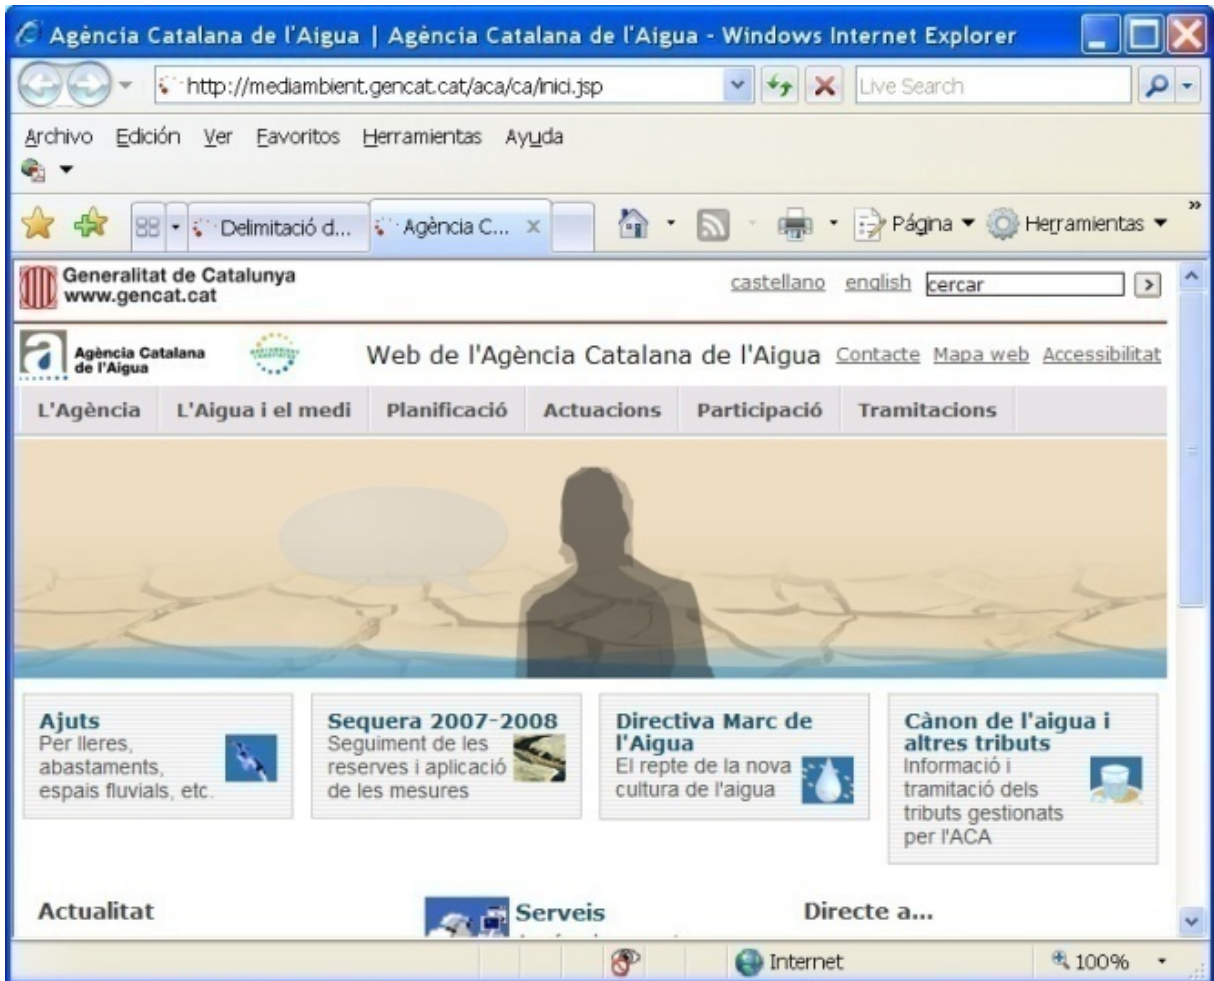 Agència Catalana de l'Aigua | Agència Catalana de l'Aigua - Windows Internet Explorer
http://mediambient.gencat.cat/aca/ca/inici.jsp
Live Search
Archivo Edición Ver Favoritos Herramientas Ayuda
Delimitació d... Agència C... Página Herramientas »
Generalitat de Catalunya
www.gencat.cat
castellano english cercar
Agència Catalana
de l'Aigua
Web de l'Agència Catalana de l'Aigua Contacte Mapa web Accessibilitat
L'Agència L'Aigua i el medi Planificació Actuacions Participació Tramitacions
Ajuts
Per lleres,
abastaments,
espais fluvials, etc.
Sequera 2007-2008
Seguiment de les
reserves i aplicació
de les mesures
Directiva Marc de
l'Aigua
El repte de la nova
cultura de l'aigua
Cànon de l'aigua i
altres tributs
Informació i
tramitació dels
tributs gestionats
per l'ACA
Actualitat Serveis Directe a...
Internet 100%